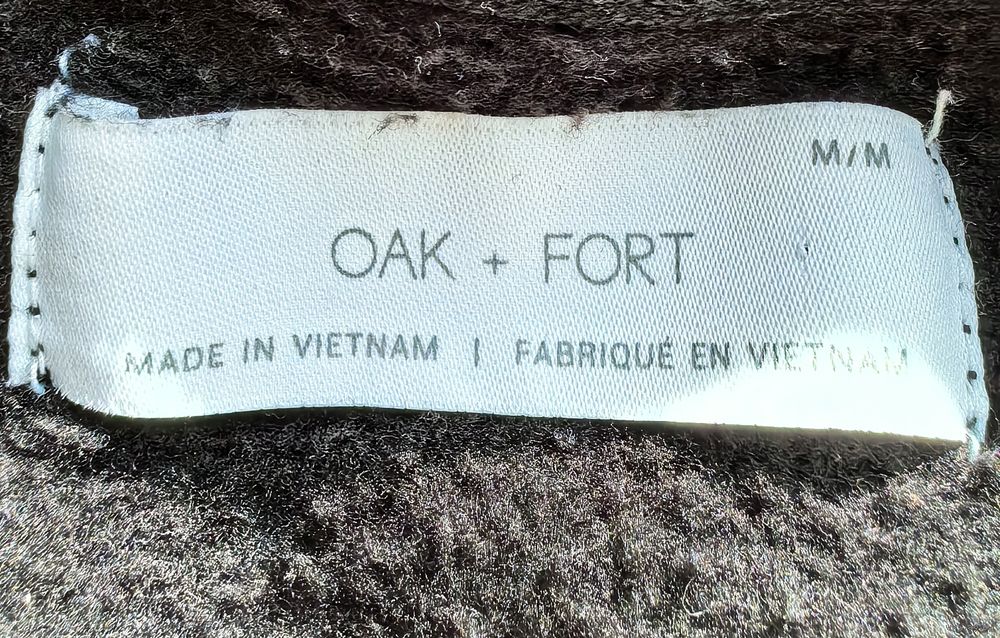 M/M
OAK + FORT
MADE IN VIETNAM | FABRIQUÉ EN VIETNAM